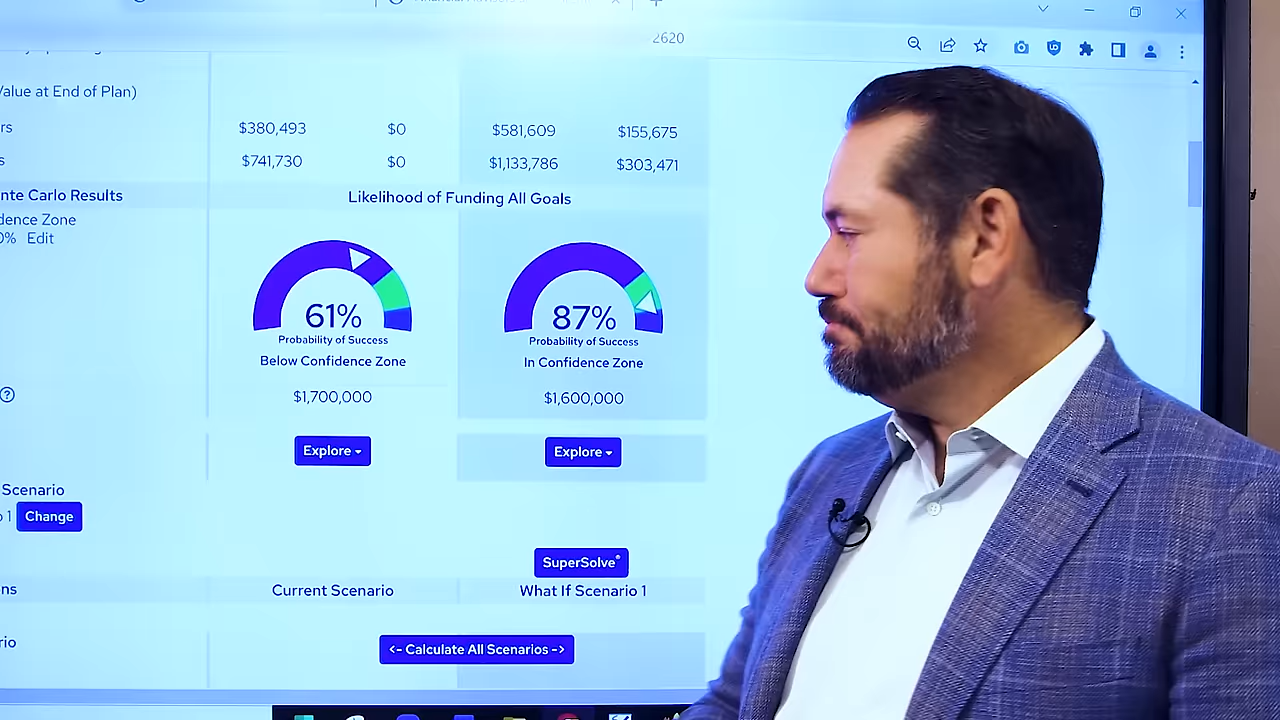 2620
Value at End of Plan)
rs $380,493 $0 $581,609 $155,675
s $741,730 $0 $1,133,786 $303,471
nte Carlo Results Likelihood of Funding All Goals
dence Zone
0% Edit
61% 87%
Probability of Success Probability of Success
Below Confidence Zone In Confidence Zone
$1,700,000 $1,600,000
Explore Explore
Scenario
o 1 Change
SuperSolve®
ns Current Scenario What If Scenario 1
rio
<- Calculate All Scenarios ->